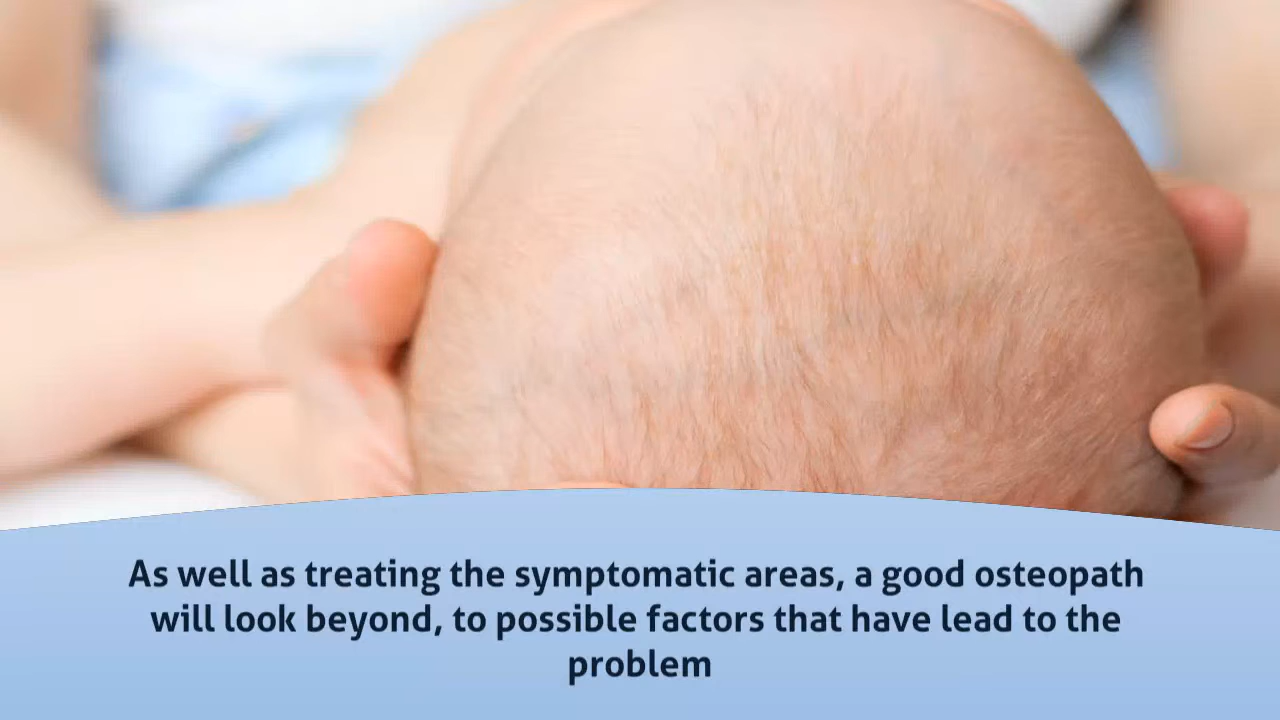 As well as treating the symptomatic areas, a good osteopath
will look beyond, to possible factors that have lead to the
problem